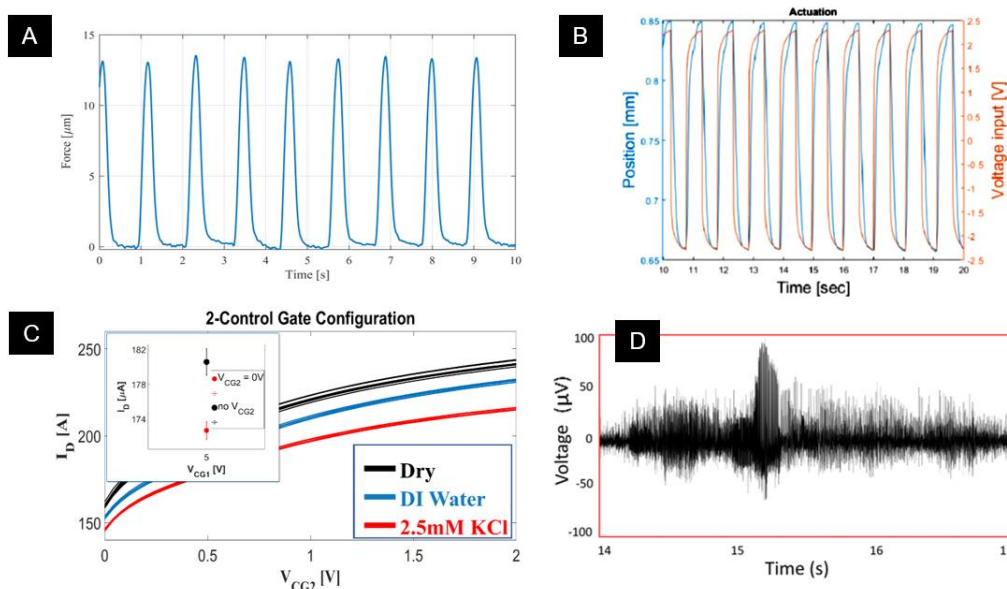 A
Force [μm]
15
10
5
0
0 1 2 3 4 5 6 7 8 9 10
Time [s]
B
Actuation
Position [mm]
0.85
0.8
0.75
0.7
0.65
2.5
2
1.5
1
0.5
0
-0.5
-1
-1.5
-2
-2.5
Voltage input [V]
10 11 12 13 14 15 16 17 18 19 20
Time [sec]
C
2-Control Gate Configuration
I_D [A]
250
200
150
182
178
174
I_D [μA]
V_CG2 = 0V
no V_CG2
5
V_CG1 [V]
Dry
DI Water
2.5mM KCl
0 0.5 1 1.5 2
V_CG2 [V]
D
Voltage (μV)
100
50
0
-50
-100
14 15 16 1
Time (s)